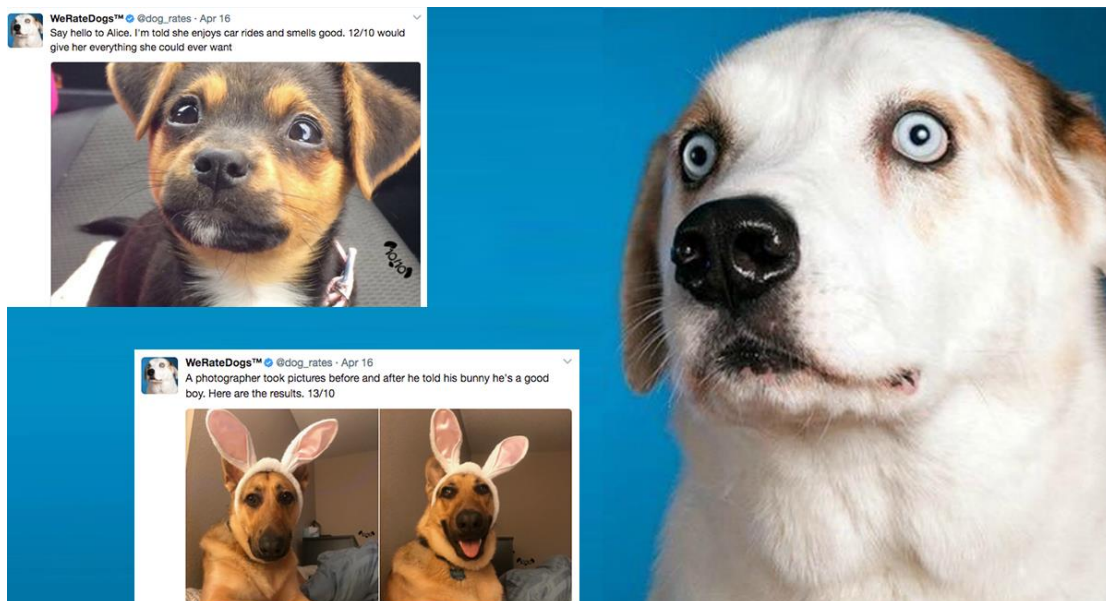 WeRateDogs™ @dog_rates · Apr 16
Say hello to Alice. I'm told she enjoys car rides and smells good. 12/10 would
give her everything she could ever want
10/10
WeRateDogs™ @dog_rates · Apr 16
A photographer took pictures before and after he told his bunny he's a good
boy. Here are the results. 13/10